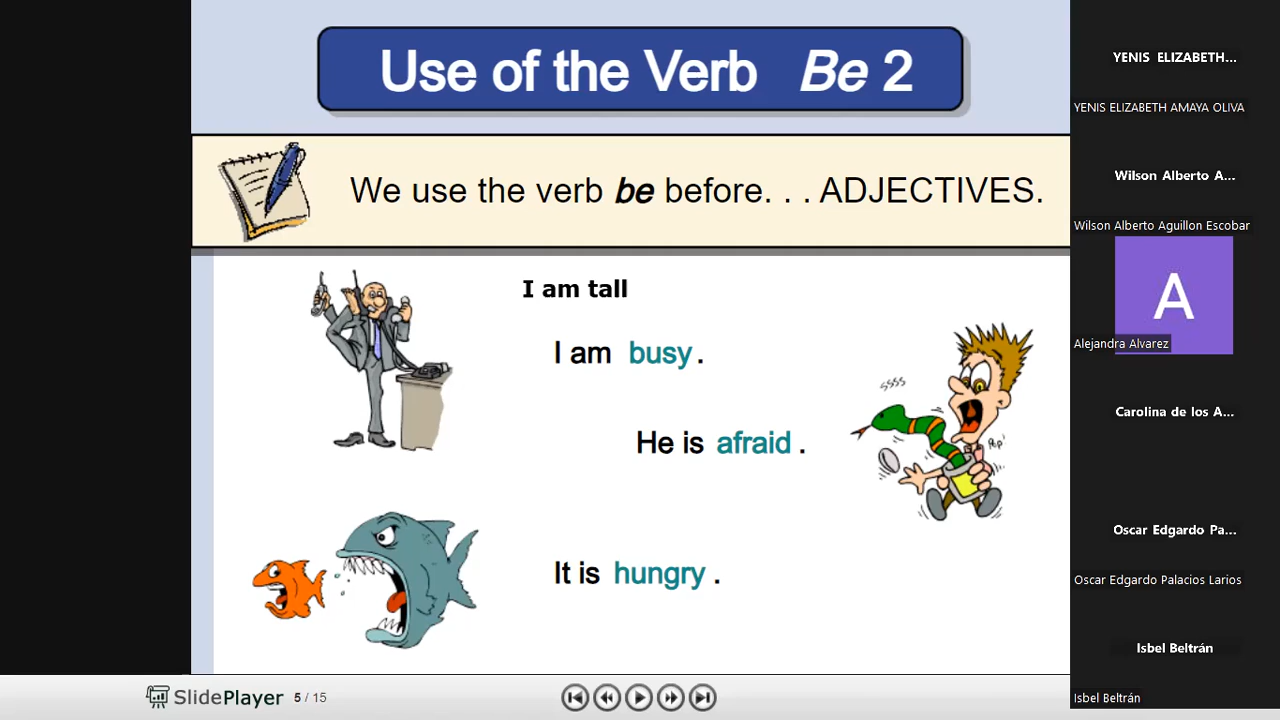 Use of the Verb Be 2
We use the verb be before. . . ADJECTIVES.
I am tall
I am busy.
He is afraid.
ssss
Pop!
It is hungry.
SlidePlayer 5 / 15
YENIS ELIZABETH...
YENIS ELIZABETH AMAYA OLIVA
Wilson Alberto A...
Wilson Alberto Aguillon Escobar
A
Alejandra Alvarez
Carolina de los A...
Oscar Edgardo Pa...
Oscar Edgardo Palacios Larios
Isbel Beltrán
Isbel Beltrán